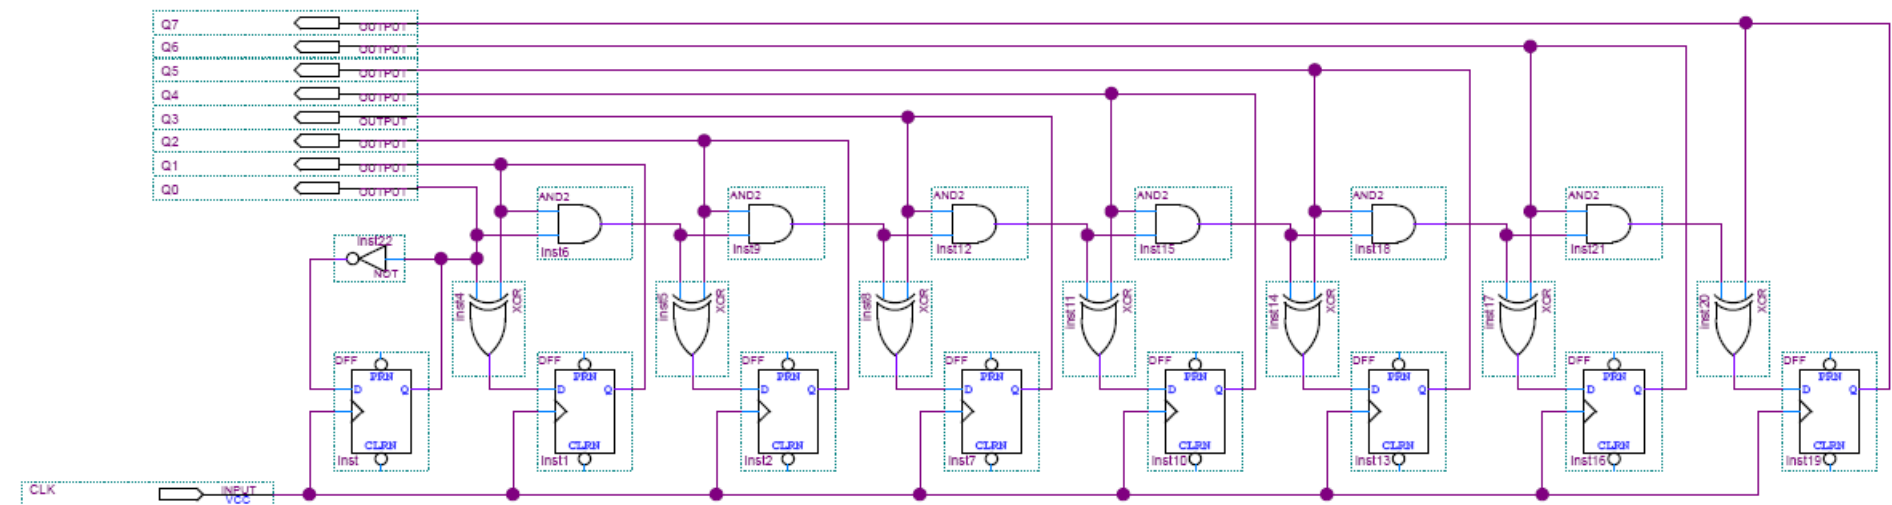 Q7 OUTPUT
Q6 OUTPUT
Q5 OUTPUT
Q4 OUTPUT
Q3 OUTPUT
Q2 OUTPUT
Q1 OUTPUT
Q0 OUTPUT
AND2 AND2 AND2 AND2 AND2 AND2
inst22 inst6 inst9 inst12 inst15 inst18 inst21
NOT
inst4 XOR inst5 XOR inst8 XOR inst11 XOR inst14 XOR inst17 XOR inst20 XOR
DFF DFF DFF DFF DFF DFF DFF DFF
PRN PRN PRN PRN PRN PRN PRN PRN
D Q D Q D Q D Q D Q D Q D Q D Q
CLRN CLRN CLRN CLRN CLRN CLRN CLRN CLRN
inst inst1 inst2 inst7 inst10 inst13 inst16 inst19
CLK INPUT
VCC